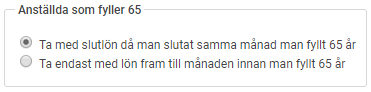 Anställda som fyller 65
Ta med slutlön då man slutat samma månad man fyllt 65 år
Ta endast med lön fram till månaden innan man fyllt 65 år